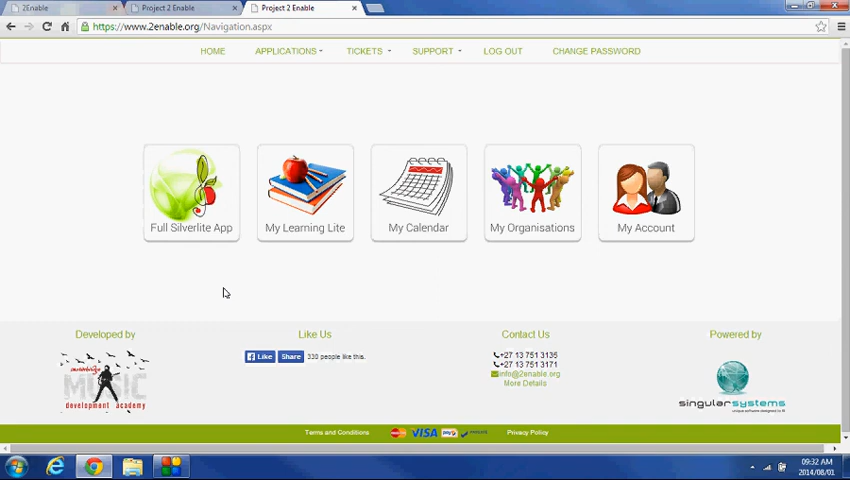 2Enable
Project 2 Enable
Project 2 Enable
https://www.2enable.org/Navigation.aspx
HOME
APPLICATIONS
TICKETS
SUPPORT
LOG OUT
CHANGE PASSWORD
Full Silverlite App
My Learning Lite
My Calendar
My Organisations
My Account
Developed by
Like Us
Contact Us
Powered by
MUSIC
development academy
Like
Share
330 people like this.
+27 13 751 3135
+27 13 751 3171
info@2enable.org
More Details
singularsystems
Terms and Conditions
VISA
Privacy Policy
09:32 AM
2014/08/01